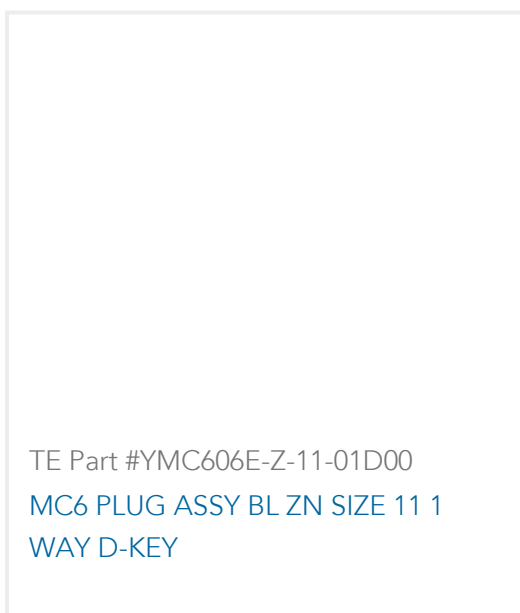 TE Part #YMC606E-Z-11-01D00
MC6 PLUG ASSY BL ZN SIZE 11 1
WAY D-KEY